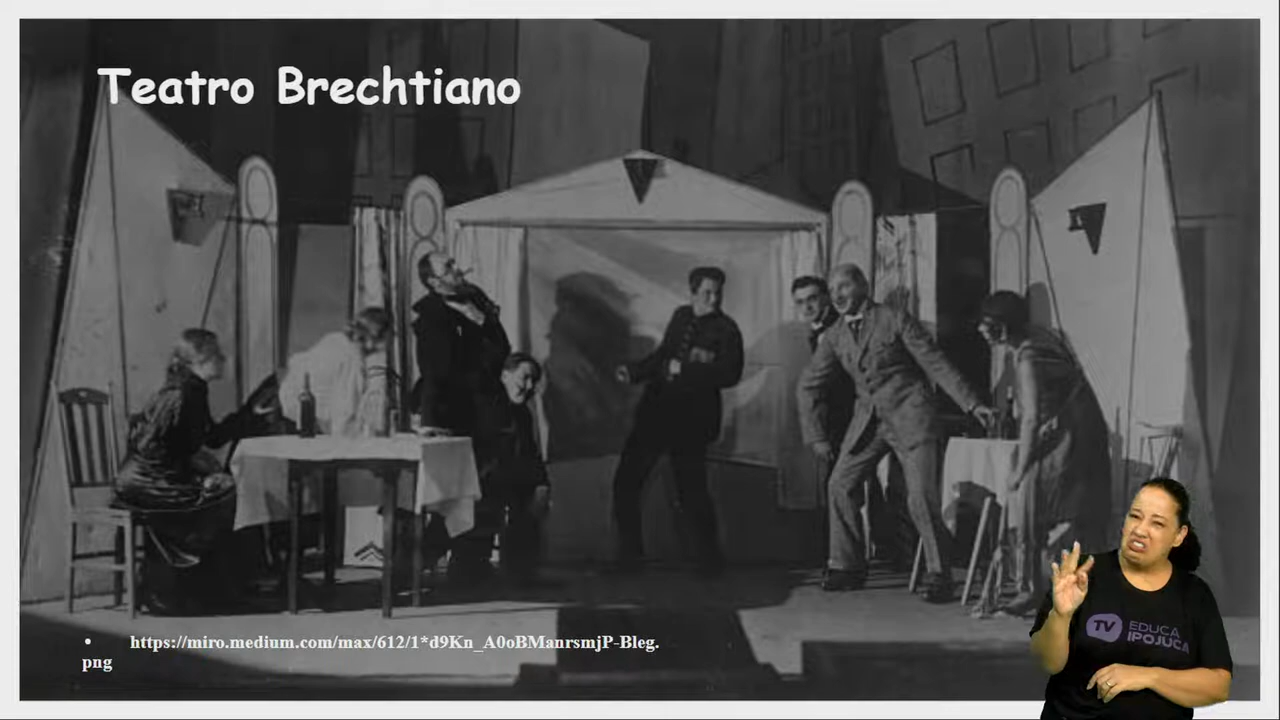 Teatro Brechtiano
• https://miro.medium.com/max/612/1*d9Kn_A0oBManrsmjP-Bleg.
png
TV EDUCA
IPOJUCA